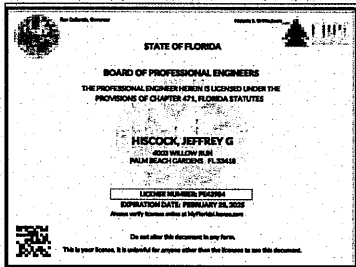 STATE OF FLORIDA
BOARD OF PROFESSIONAL ENGINEERS
THE PROFESSIONAL ENGINEER HEREIN IS LICENSED UNDER THE
PROVISIONS OF CHAPTER 471, FLORIDA STATUTES
HISCOCK, JEFFREY G
4003 WILLOW RUN
PALM BEACH GARDENS FL 33418
LICENSE NUMBER:
EXPIRATION DATE: FEBRUARY 28, 2025
Always verify licenses online at MyFloridaLicense.com
Do not alter this document in any form.
This is your license. It is unlawful for anyone other than the licensee to use this document.